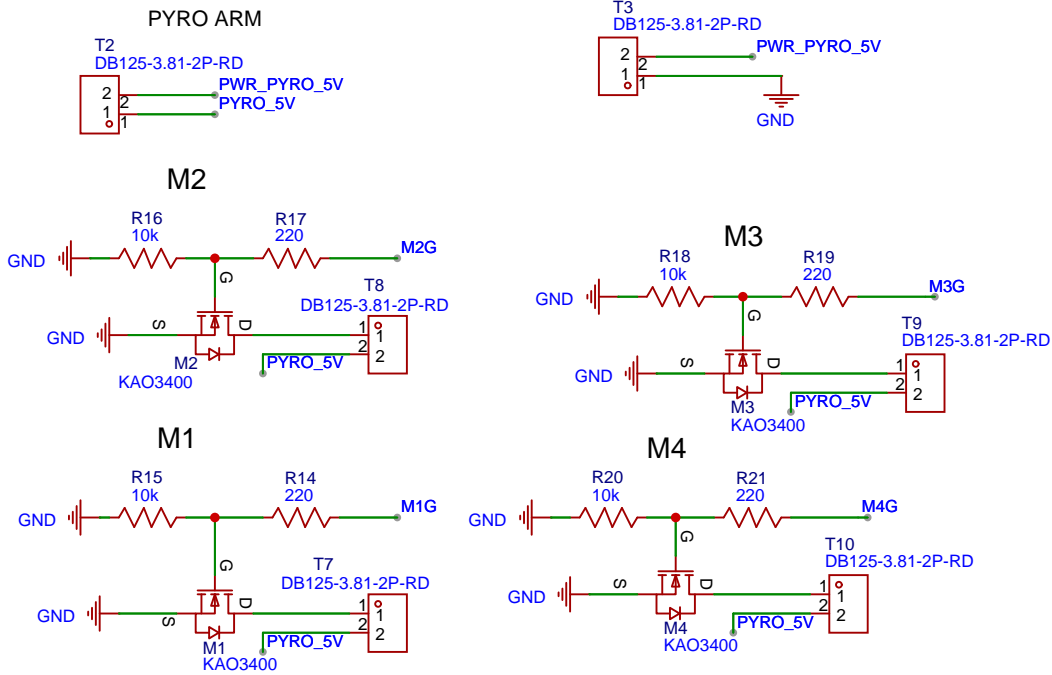 PYRO ARM
T2
DB125-3.81-2P-RD
2
2
PWR_PYRO_5V
1
1
PYRO_5V
T3
DB125-3.81-2P-RD
2
2
PWR_PYRO_5V
1
1
GND
M2
R16
10k
R17
220
GND
M2G
G
T8
DB125-3.81-2P-RD
GND
S
D
1
1
2
2
M2
KAO3400
PYRO_5V
M3
R18
10k
R19
220
GND
M3G
G
T9
DB125-3.81-2P-RD
GND
S
D
1
1
2
2
M3
KAO3400
PYRO_5V
M1
R15
10k
R14
220
GND
M1G
G
T7
DB125-3.81-2P-RD
GND
S
D
1
1
2
2
M1
KAO3400
PYRO_5V
M4
R20
10k
R21
220
GND
M4G
G
T10
DB125-3.81-2P-RD
GND
S
D
1
1
2
2
M4
KAO3400
PYRO_5V